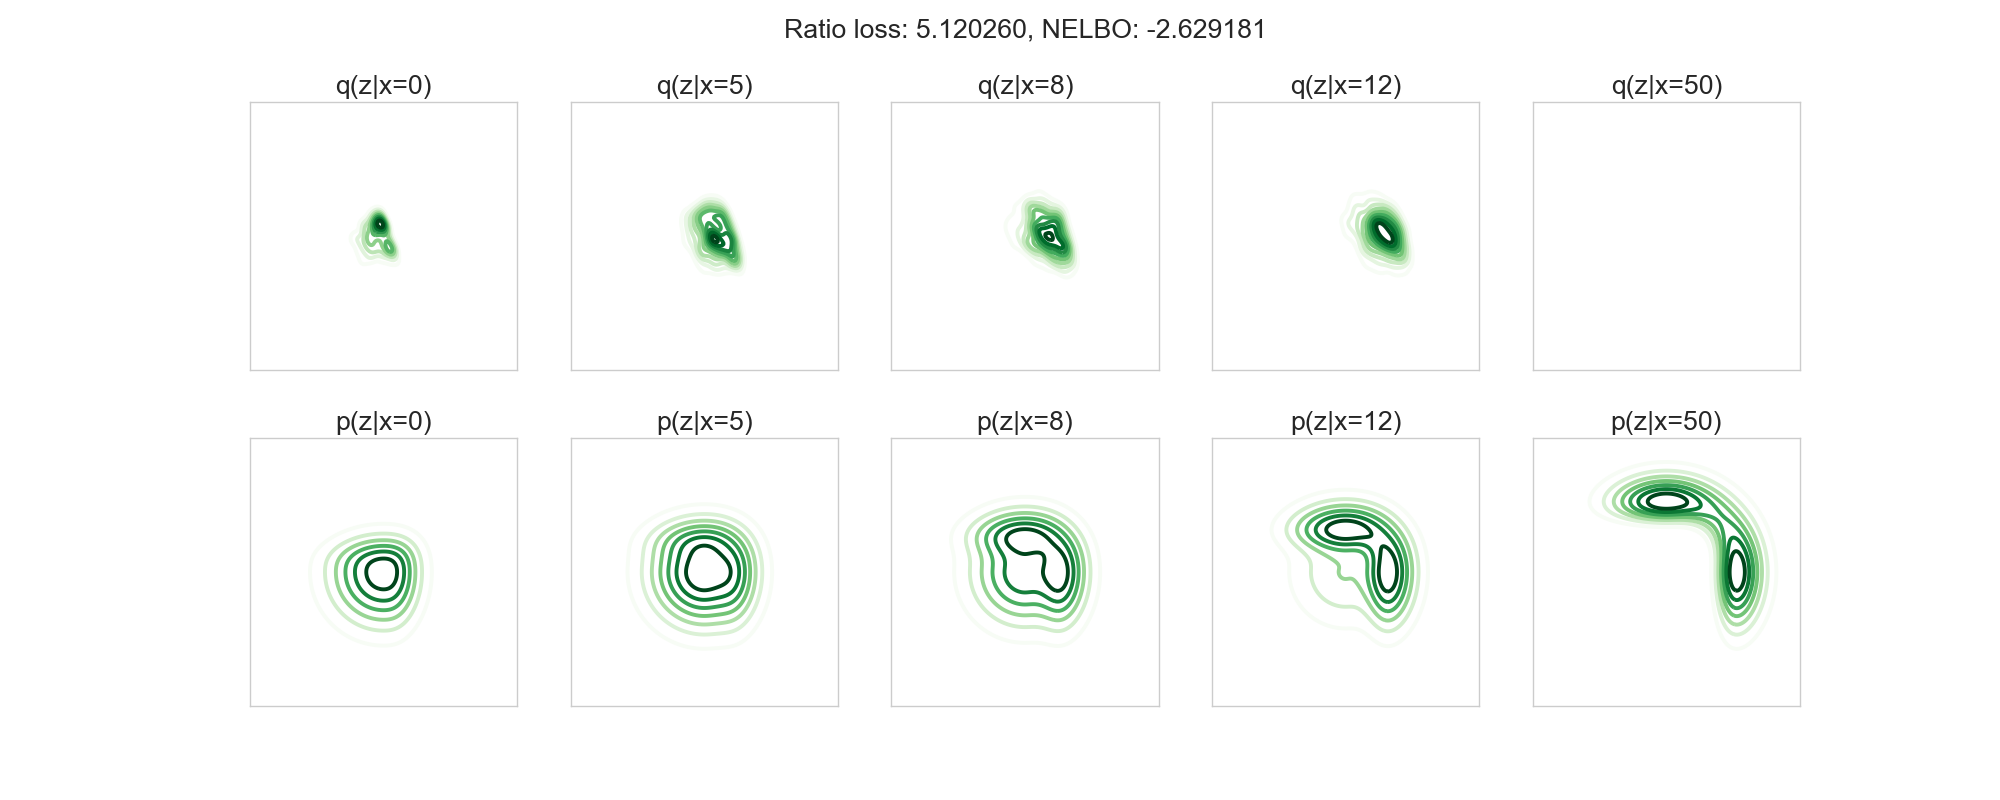 Ratio loss: 5.120260, NELBO: -2.629181
q(z|x=0) q(z|x=5) q(z|x=8) q(z|x=12) q(z|x=50)
p(z|x=0) p(z|x=5) p(z|x=8) p(z|x=12) p(z|x=50)